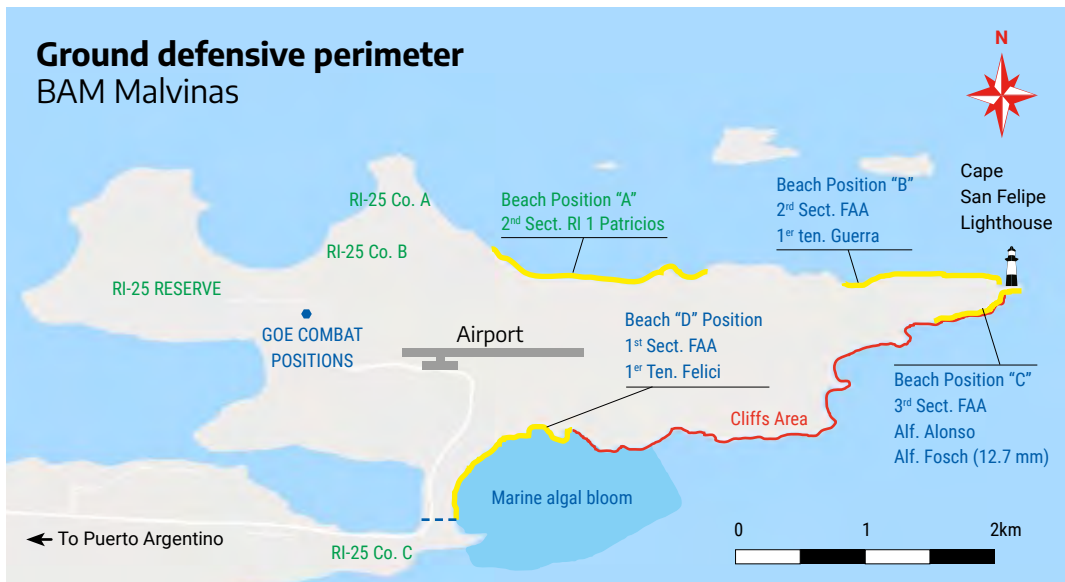 Ground defensive perimeter
BAM Malvinas
N
Cape
San Felipe
Lighthouse
Beach Position “B”
2rd Sect. FAA
1er ten. Guerra
RI-25 Co. A
Beach Position “A”
2nd Sect. RI 1 Patricios
RI-25 Co. B
RI-25 RESERVE
GOE COMBAT
POSITIONS
Airport
Beach “D” Position
1st Sect. FAA
1er Ten. Felici
Beach Position “C”
3rd Sect. FAA
Alf. Alonso
Alf. Fosch (12.7 mm)
Cliffs Area
Marine algal bloom
To Puerto Argentino
RI-25 Co. C
0 1 2km